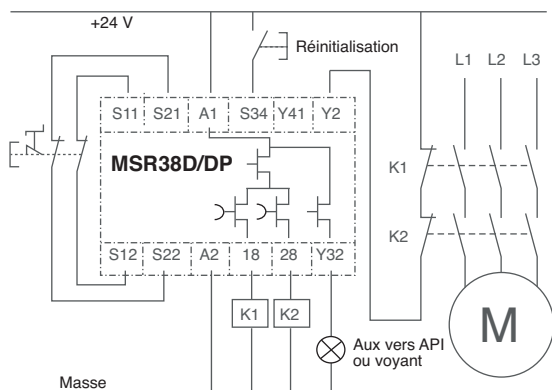 +24 V
Réinitialisation
L1 L2 L3
S11 S21 A1 S34 Y41 Y2
MSR38D/DP
K1
K2
S12 S22 A2 18 28 Y32
K1 K2
M
Aux vers API
ou voyant
Masse